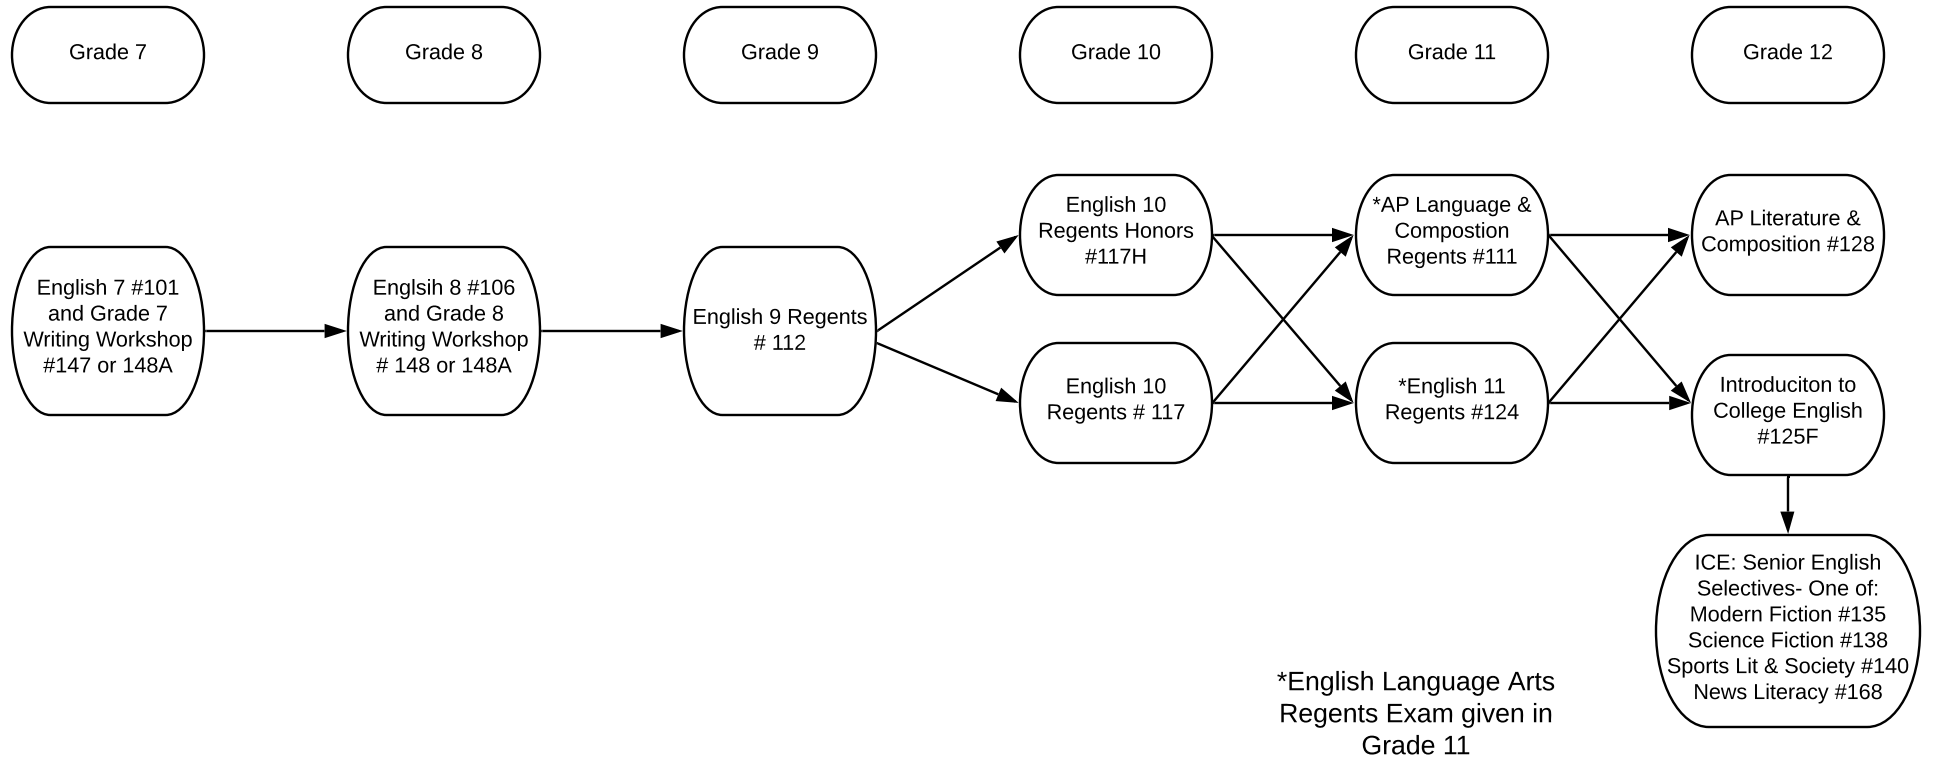 Grade 7
Grade 8
Grade 9
Grade 10
Grade 11
Grade 12
English 7 #101
and Grade 7
Writing Workshop
#147 or 148A
Englsih 8 #106
and Grade 8
Writing Workshop
# 148 or 148A
English 9 Regents
# 112
English 10
Regents Honors
#117H
English 10
Regents # 117
*AP Language &
Compostion
Regents #111
*English 11
Regents #124
AP Literature &
Composition #128
Introduciton to
College English
#125F
ICE: Senior English
Selectives- One of:
Modern Fiction #135
Science Fiction #138
Sports Lit & Society #140
News Literacy #168
*English Language Arts
Regents Exam given in
Grade 11